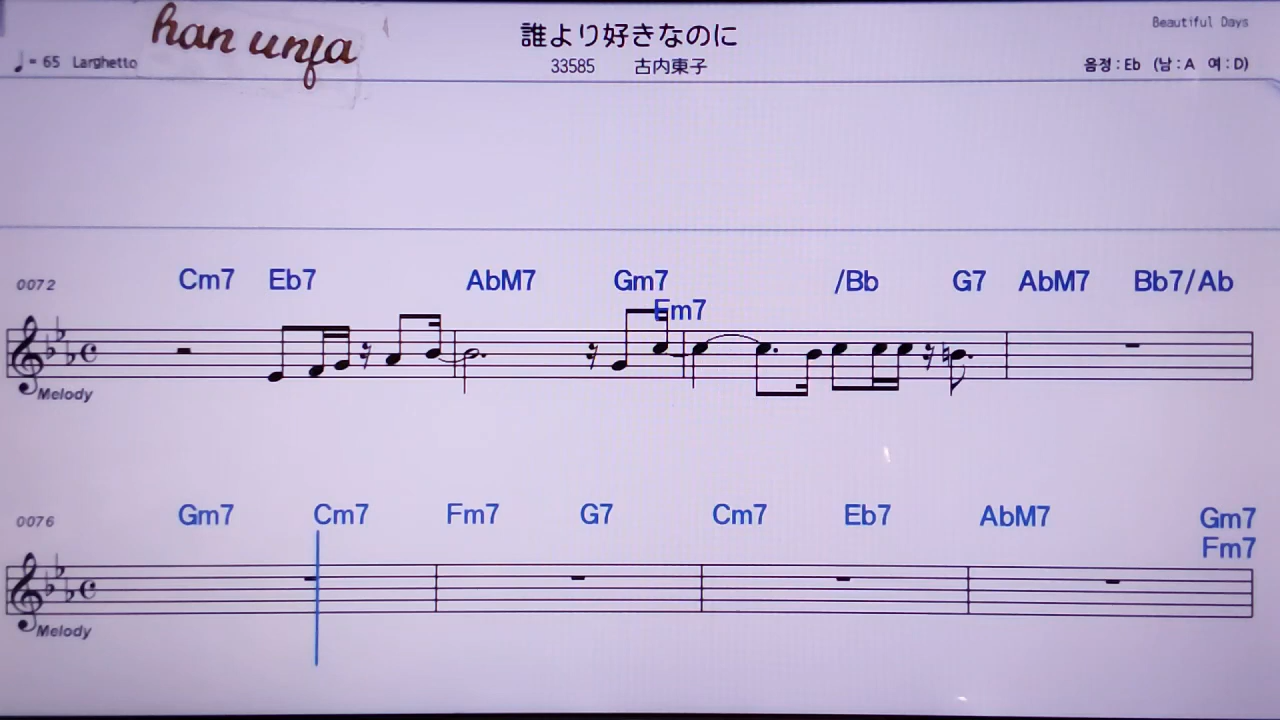 han unfa
誰より好きなのに
Beautiful Days
♩= 65 Larghetto
33585 古内東子
음정 : Eb (남 : A 여 : D)
0072 Cm7 Eb7 AbM7 Gm7 Fm7 /Bb G7 AbM7 Bb7/Ab
Melody
0076 Gm7 Cm7 Fm7 G7 Cm7 Eb7 AbM7 Gm7
Fm7
Melody